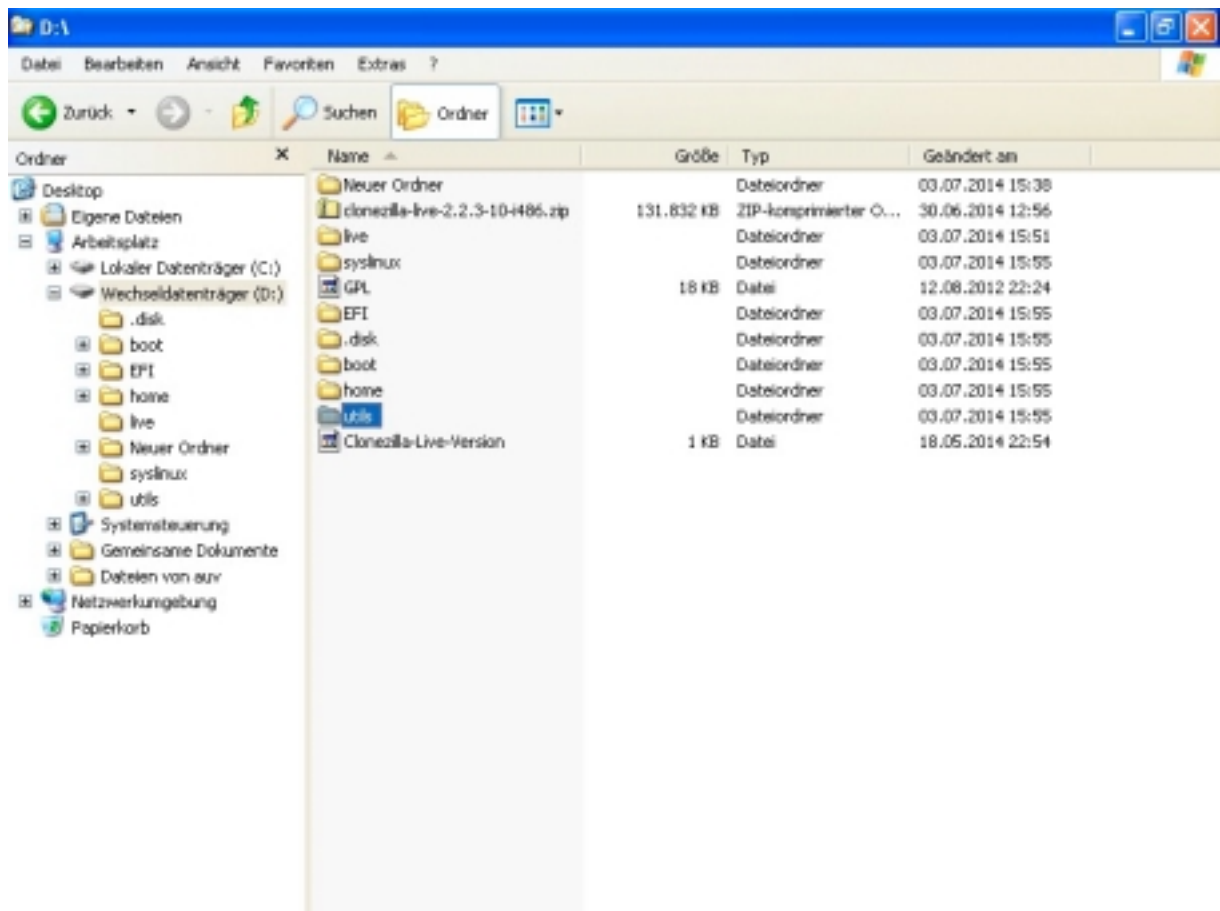 D:\
Datei Bearbeiten Ansicht Favoriten Extras ?
Zurück Suchen Ordner
Ordner
Desktop
Eigene Dateien
Arbeitsplatz
Lokaler Datenträger (C:)
Wechseldatenträger (D:)
.disk
boot
EFI
home
live
Neuer Ordner
syslinux
utils
Systemsteuerung
Gemeinsame Dokumente
Dateien von auv
Netzwerkumgebung
Papierkorb
Name Größe Typ Geändert am
Neuer Ordner Dateiordner 03.07.2014 15:38
clonezilla-live-2.2.3-10-i486.zip 131.832 KB ZIP-komprimierter O... 30.06.2014 12:56
live Dateiordner 03.07.2014 15:51
syslinux Dateiordner 03.07.2014 15:55
GPL 18 KB Datei 12.08.2012 22:24
EFI Dateiordner 03.07.2014 15:55
.disk Dateiordner 03.07.2014 15:55
boot Dateiordner 03.07.2014 15:55
home Dateiordner 03.07.2014 15:55
utils Dateiordner 03.07.2014 15:55
Clonezilla-Live-Version 1 KB Datei 18.05.2014 22:54